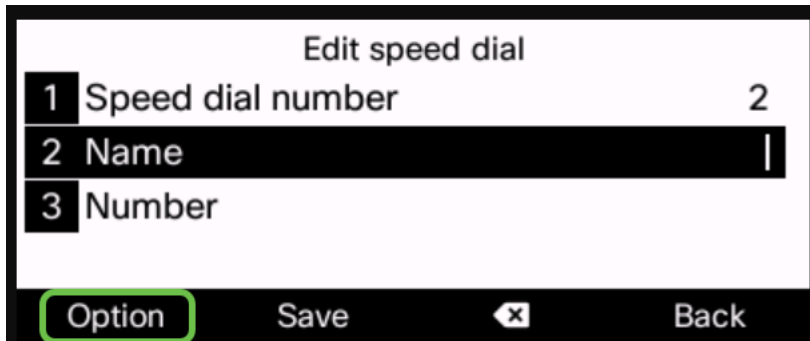 Edit speed dial
1 Speed dial number 2
2 Name
3 Number
Option Save Back